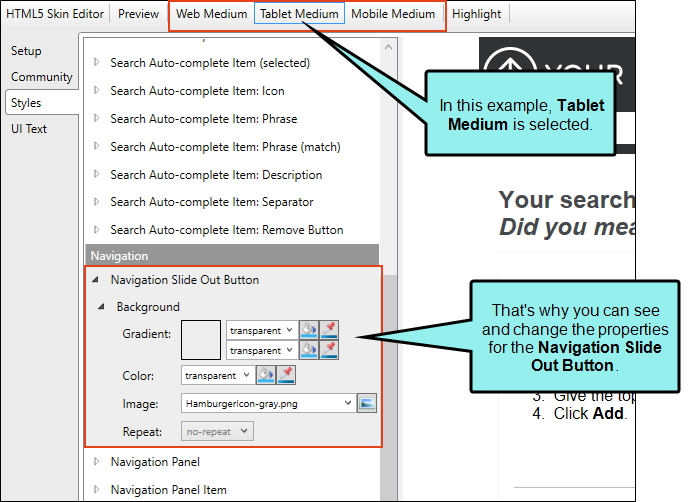 HTML5 Skin Editor Preview Web Medium Tablet Medium Mobile Medium Highlight
Setup
Community
Styles
UI Text
Search Auto-complete Item (selected)
Search Auto-complete Item: Icon
Search Auto-complete Item: Phrase
Search Auto-complete Item: Phrase (match)
Search Auto-complete Item: Description
Search Auto-complete Item: Separator
Search Auto-complete Item: Remove Button
Navigation
Navigation Slide Out Button
Background
Gradient: transparent
transparent
Color: transparent
Image: HamburgerIcon-gray.png
Repeat: no-repeat
Navigation Panel
Navigation Panel Item
YOUR
In this example, Tablet
Medium is selected.
Your search
Did you mea
That's why you can see
and change the properties
for the Navigation Slide
Out Button.
3. Give the top
4. Click Add.